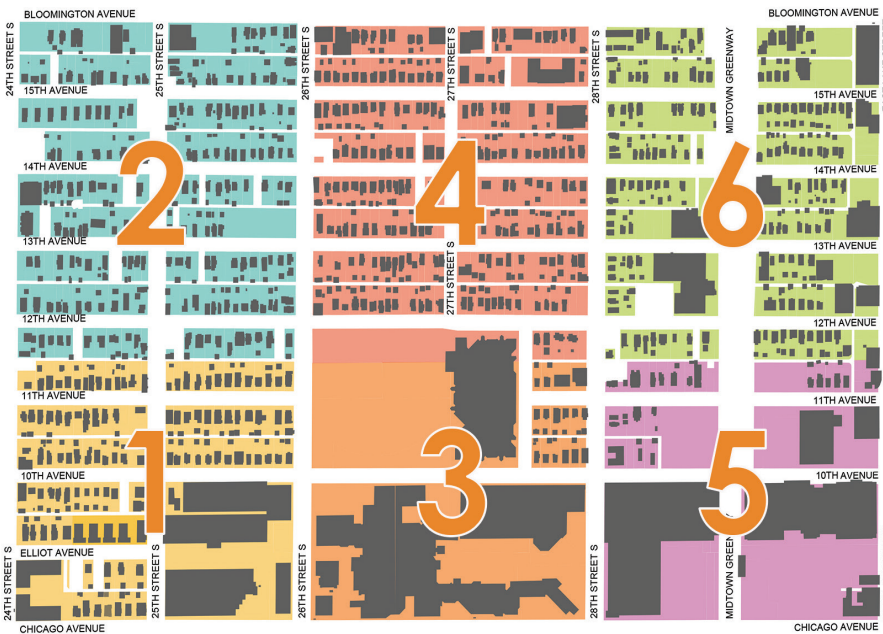 BLOOMINGTON AVENUE
BLOOMINGTON AVENUE
24TH STREET S
25TH STREET S
26TH STREET S
27TH STREET S
28TH STREET S
MIDTOWN GREENWAY
15TH AVENUE
15TH AVENUE
14TH AVENUE
14TH AVENUE
2
4
6
13TH AVENUE
13TH AVENUE
27TH STREET S
12TH AVENUE
12TH AVENUE
11TH AVENUE
11TH AVENUE
1
3
5
10TH AVENUE
10TH AVENUE
ELLIOT AVENUE
24TH STREET S
25TH STREET S
26TH STREET S
28TH STREET S
MIDTOWN GREENWAY
CHICAGO AVENUE
CHICAGO AVENUE